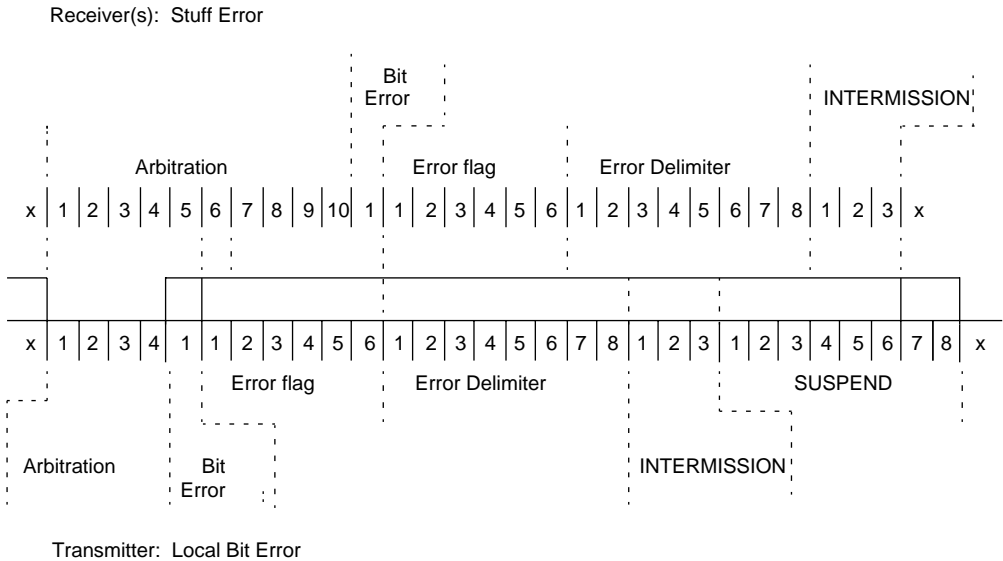 Receiver(s): Stuff Error
Bit
Error
INTERMISSION
Arbitration
Error flag
Error Delimiter
x 1 2 3 4 5 6 7 8 9 10 1 1 2 3 4 5 6 1 2 3 4 5 6 7 8 1 2 3 x
x 1 2 3 4 1 1 2 3 4 5 6 1 2 3 4 5 6 7 8 1 2 3 1 2 3 4 5 6 7 8 x
Error flag
Error Delimiter
SUSPEND
Arbitration
Bit
Error
INTERMISSION
Transmitter: Local Bit Error